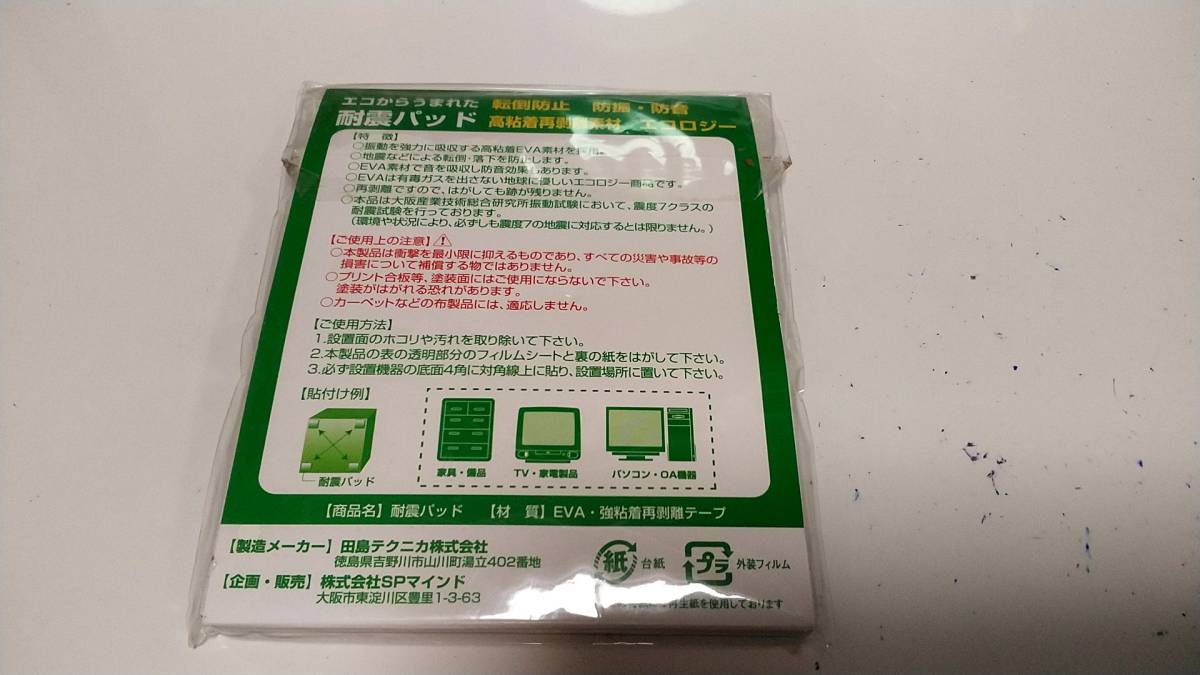 エコからうまれた 転倒防止 防振・防音
耐震パッド 高粘着再剥離素材 エコロジー
【特 徴】
○振動を強力に吸収する高粘着EVA素材を採用。
○地震などによる転倒・落下を防止します。
○EVA素材で音を吸収し防音効果もあります。
○EVAは有毒ガスを出さない地球に優しいエコロジー商品です。
○再剥離ですので、はがしても跡が残りません。
○本品は大阪産業技術総合研究所振動試験において、震度7クラスの
耐震試験を行っております。
(環境や状況により、必ずしも震度7の地震に対応するとは限りません。)
【ご使用上の注意】
○本製品は衝撃を最小限に抑えるものであり、すべての災害や事故等の
損害について補償する物ではありません。
○プリント合板等、塗装面にはご使用にならないで下さい。
塗装がはがれる恐れがあります。
○カーペットなどの布製品には、適応しません。
【ご使用方法】
1.設置面のホコリや汚れを取り除いて下さい。
2.本製品の表の透明部分のフィルムシートと裏の紙をはがして下さい。
3.必ず設置機器の底面4角に対角線上に貼り、設置場所に置いて下さい。
【貼付け例】
耐震パッド
家具・備品 TV・家電製品 パソコン・OA機器
【商品名】耐震パッド 【材 質】EVA・強粘着再剥離テープ
【製造メーカー】田島テクニカ株式会社
徳島県吉野川市山川町湯立402番地
【企画・販売】株式会社SPマインド
大阪市東淀川区豊里1-3-63
紙 台紙 プラ 外装フィルム
再生紙を使用しております